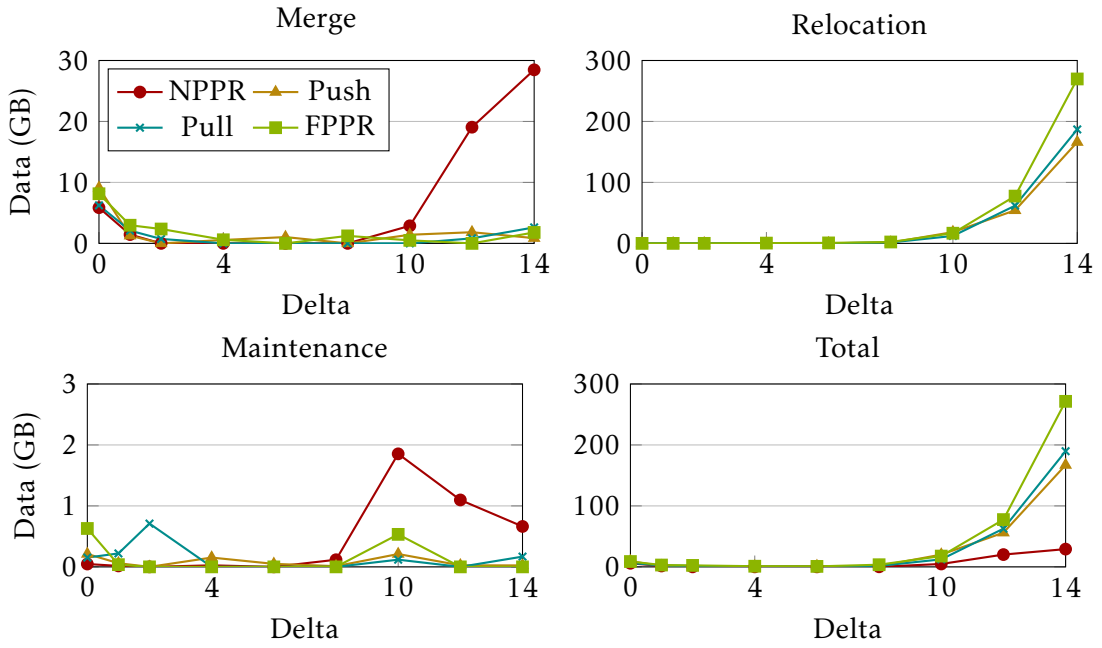 Merge
30
20
10
0
Data (GB)
NPPR Push
Pull FPPR
0 4 10 14
Delta
Relocation
300
200
100
0
0 4 10 14
Delta
Maintenance
3
2
1
0
Data (GB)
0 4 10 14
Delta
Total
300
200
100
0
0 4 10 14
Delta